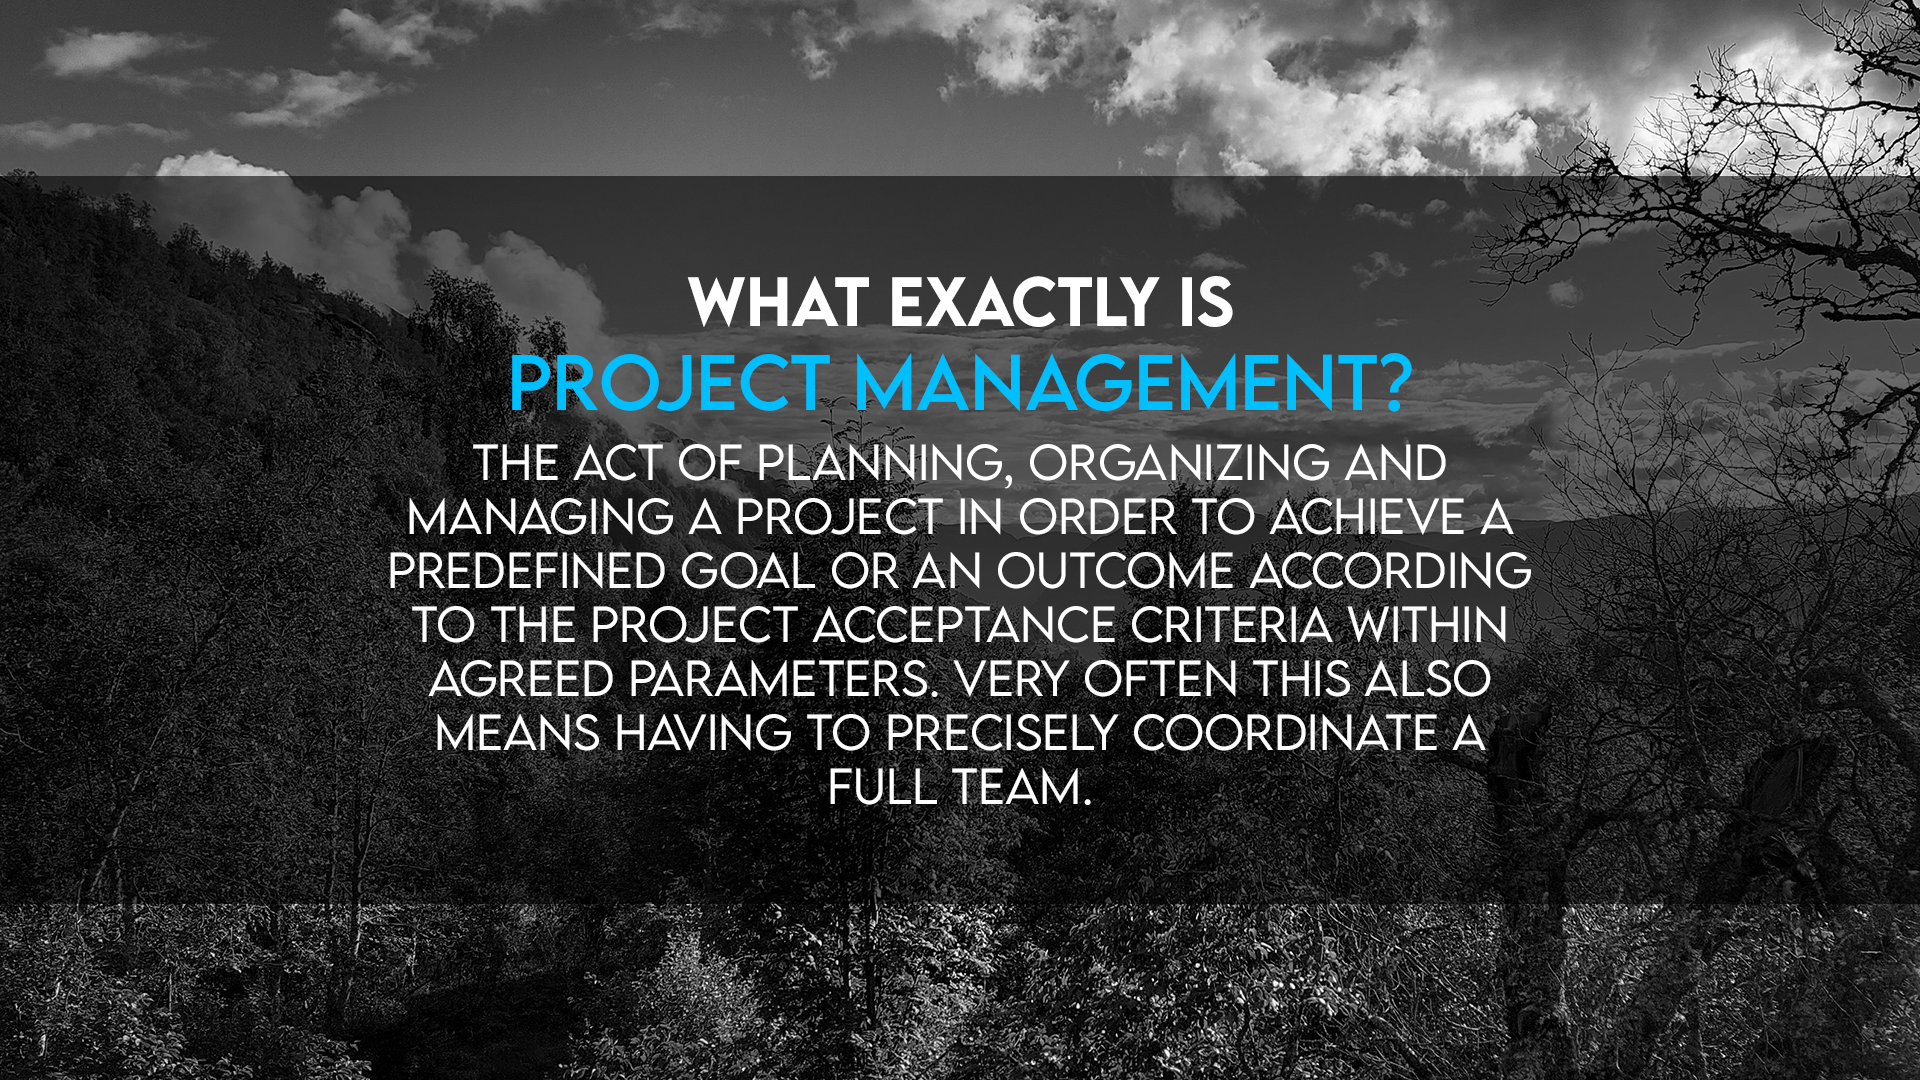 WHAT EXACTLY IS
PROJECT MANAGEMENT?
THE ACT OF PLANNING, ORGANIZING AND
MANAGING A PROJECT IN ORDER TO ACHIEVE A
PREDEFINED GOAL OR AN OUTCOME ACCORDING
TO THE PROJECT ACCEPTANCE CRITERIA WITHIN
AGREED PARAMETERS. VERY OFTEN THIS ALSO
MEANS HAVING TO PRECISELY COORDINATE A
FULL TEAM.